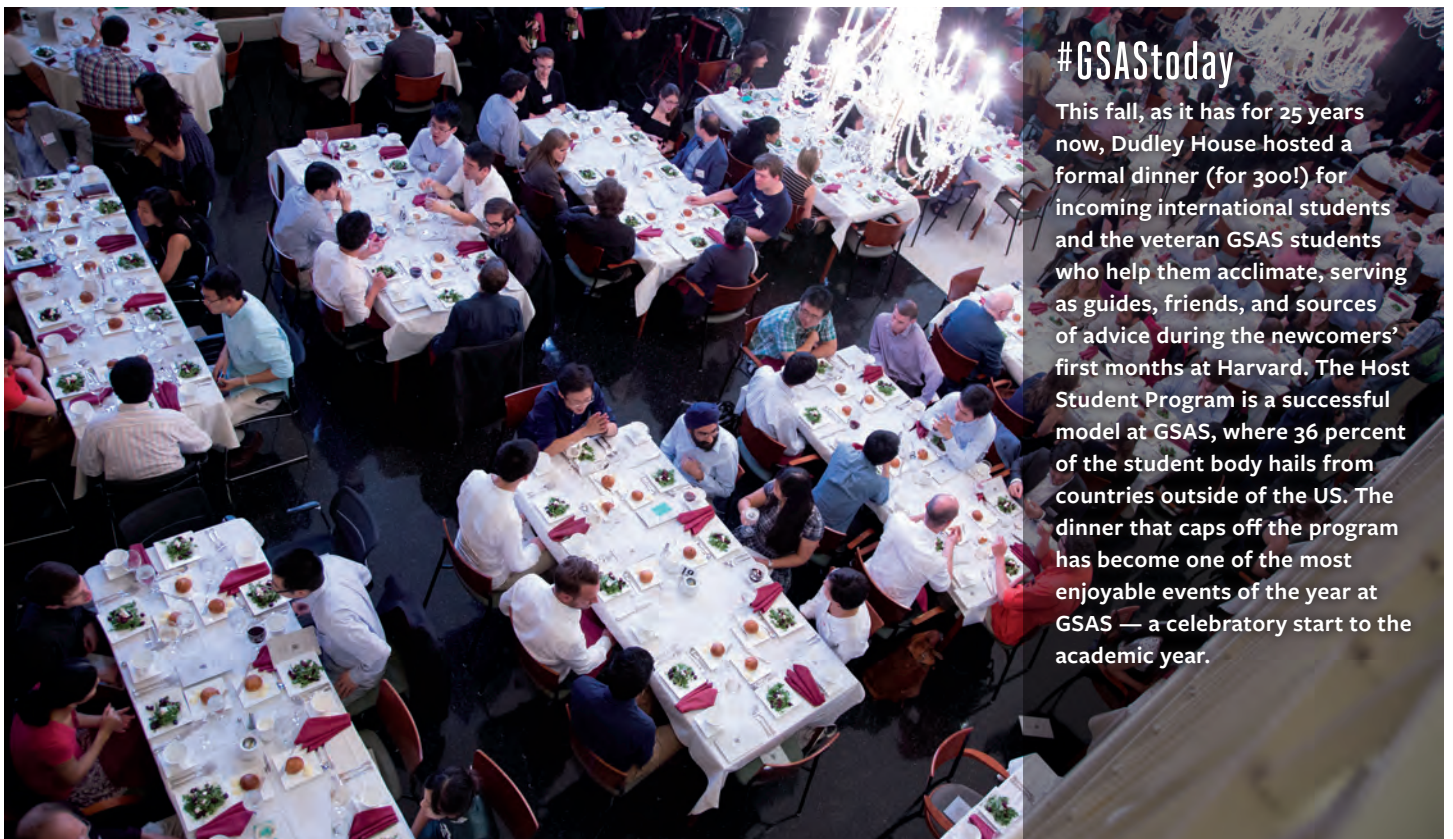 #GSAStoday
This fall, as it has for 25 years
now, Dudley House hosted a
formal dinner (for 300!) for
incoming international students
and the veteran GSAS students
who help them acclimate, serving
as guides, friends, and sources
of advice during the newcomers’
first months at Harvard. The Host
Student Program is a successful
model at GSAS, where 36 percent
of the student body hails from
countries outside of the US. The
dinner that caps off the program
has become one of the most
enjoyable events of the year at
GSAS — a celebratory start to the
academic year.